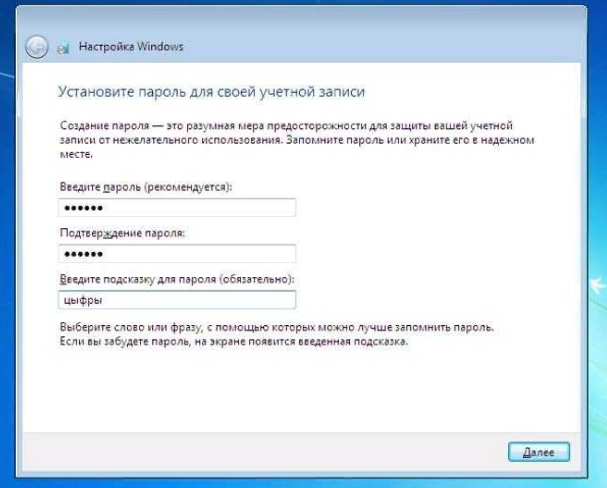 Настройка Windows
Установите пароль для своей учетной записи
Создание пароля — это разумная мера предосторожности для защиты вашей учетной
записи от нежелательного использования. Запомните пароль или храните его в надежном
месте.
Введите пароль (рекомендуется):
••••••
Подтверждение пароля:
••••••
Введите подсказку для пароля (обязательно):
цыфры
Выберите слово или фразу, с помощью которых можно лучше запомнить пароль.
Если вы забудете пароль, на экране появится введенная подсказка.
Далее